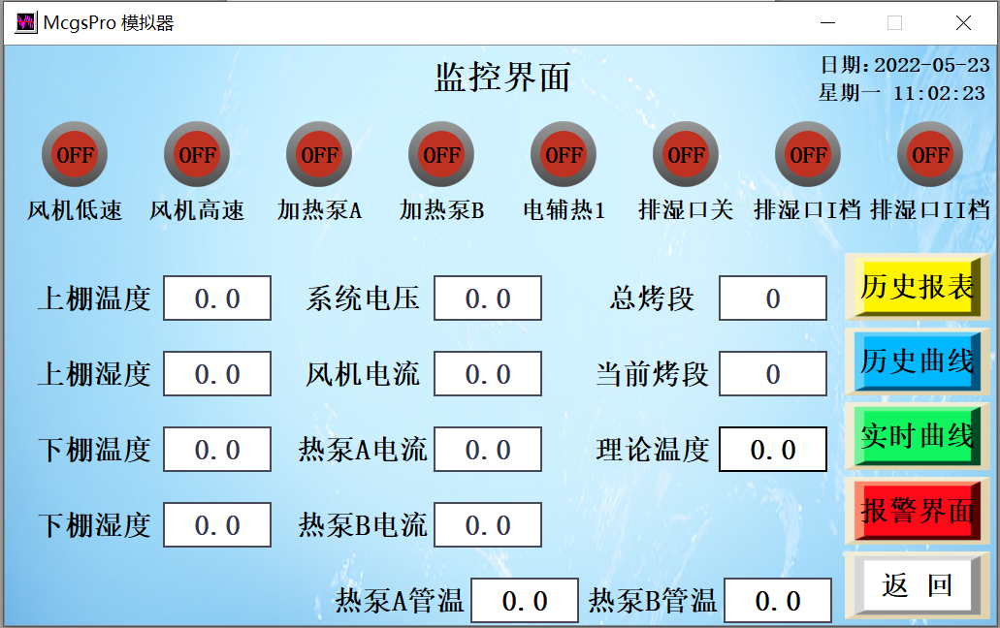 McgsPro 模拟器
监控界面
日期:2022-05-23
星期一 11:02:23
OFF OFF OFF OFF OFF OFF OFF OFF
风机低速 风机高速 加热泵A 加热泵B 电辅热1 排湿口关 排湿口I档 排湿口II档
上棚温度 0.0 系统电压 0.0 总烤段 0 历史报表
上棚湿度 0.0 风机电流 0.0 当前烤段 0 历史曲线
下棚温度 0.0 热泵A电流 0.0 理论温度 0.0 实时曲线
下棚湿度 0.0 热泵B电流 0.0 报警界面
热泵A管温 0.0 热泵B管温 0.0 返 回